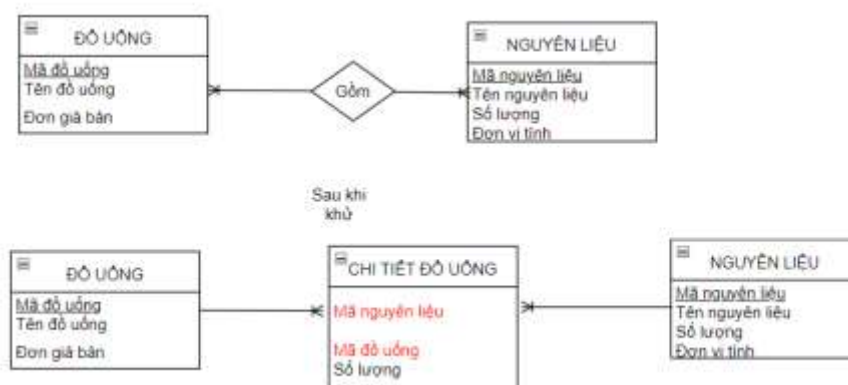 ĐỒ UỐNG
Mã đồ uống
Tên đồ uống
Đơn giá bán
Gồm
NGUYÊN LIỆU
Mã nguyên liệu
Tên nguyên liệu
Số lượng
Đơn vị tính
Sau khi
khử
ĐỒ UỐNG
Mã đồ uống
Tên đồ uống
Đơn giá bán
CHI TIẾT ĐỒ UỐNG
Mã nguyên liệu
Mã đồ uống
Số lượng
NGUYÊN LIỆU
Mã nguyên liệu
Tên nguyên liệu
Số lượng
Đơn vị tính